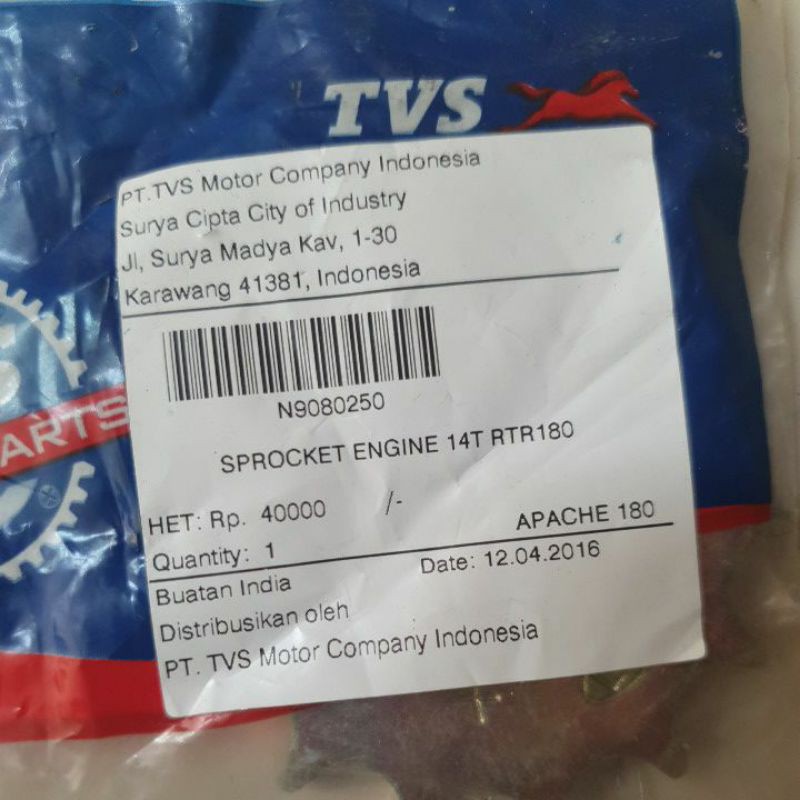 TVS
PT.TVS Motor Company Indonesia
Surya Cipta City of Industry
Jl, Surya Madya Kav, 1-30
Karawang 41381, Indonesia
N9080250
SPROCKET ENGINE 14T RTR180
HET: Rp. 40000 /-
APACHE 180
Quantity: 1
Date: 12.04.2016
Buatan India
Distribusikan oleh
PT. TVS Motor Company Indonesia